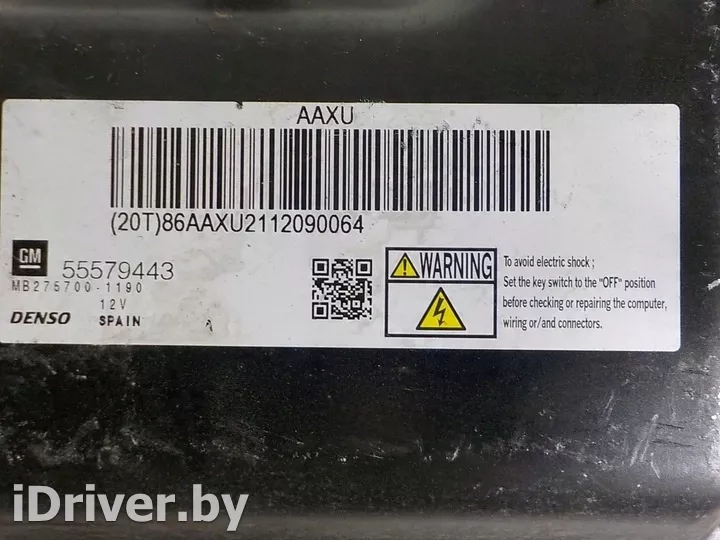 AAXU
(20T)86AAXU2112090064
GM 55579443
MB275700-1190
12V
DENSO SPAIN
WARNING
To avoid electric shock ;
Set the key switch to the "OFF" position
before checking or repairing the computer,
wiring or/and connectors.
iDriver.by